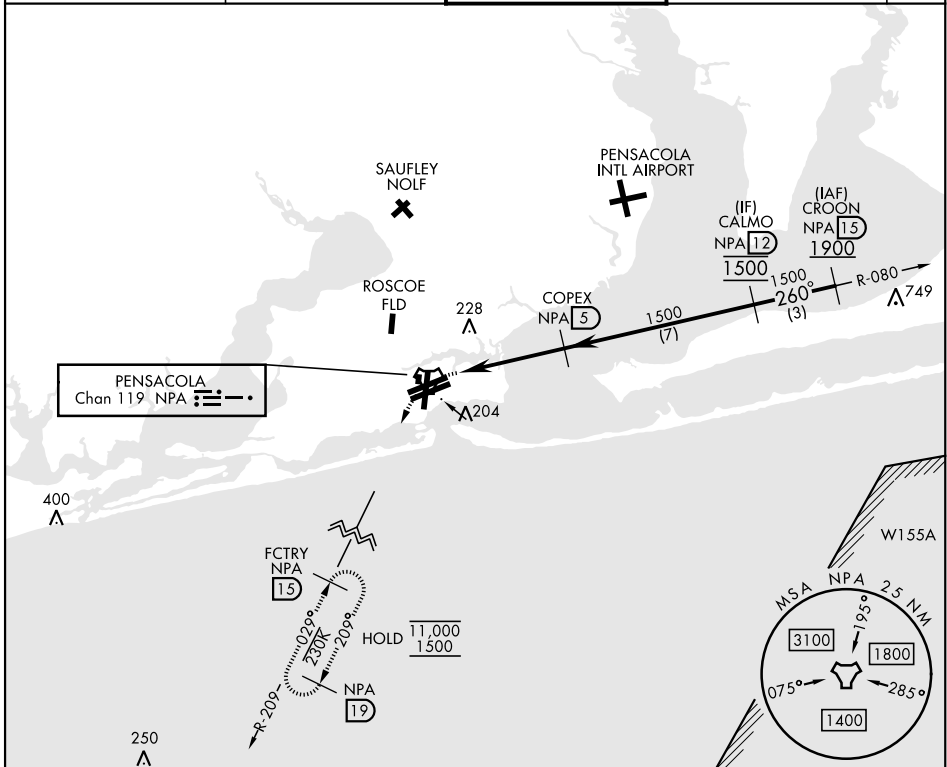 SAUFLEY
NOLF
PENSACOLA
INTL AIRPORT
(IF)
CALMO
NPA 12
1500
(IAF)
CROON
NPA 15
1900
1500
260°
(3)
R-080
749
ROSCOE
FLD
228
COPEX
NPA 5
1500
(7)
PENSACOLA
Chan 119 NPA
204
400
W155A
FCTRY
NPA
15
029°
230K
209°
HOLD 11,000
1500
NPA
19
R-209
250
MSA NPA 25 NM
195°
3100
1800
075°
285°
1400